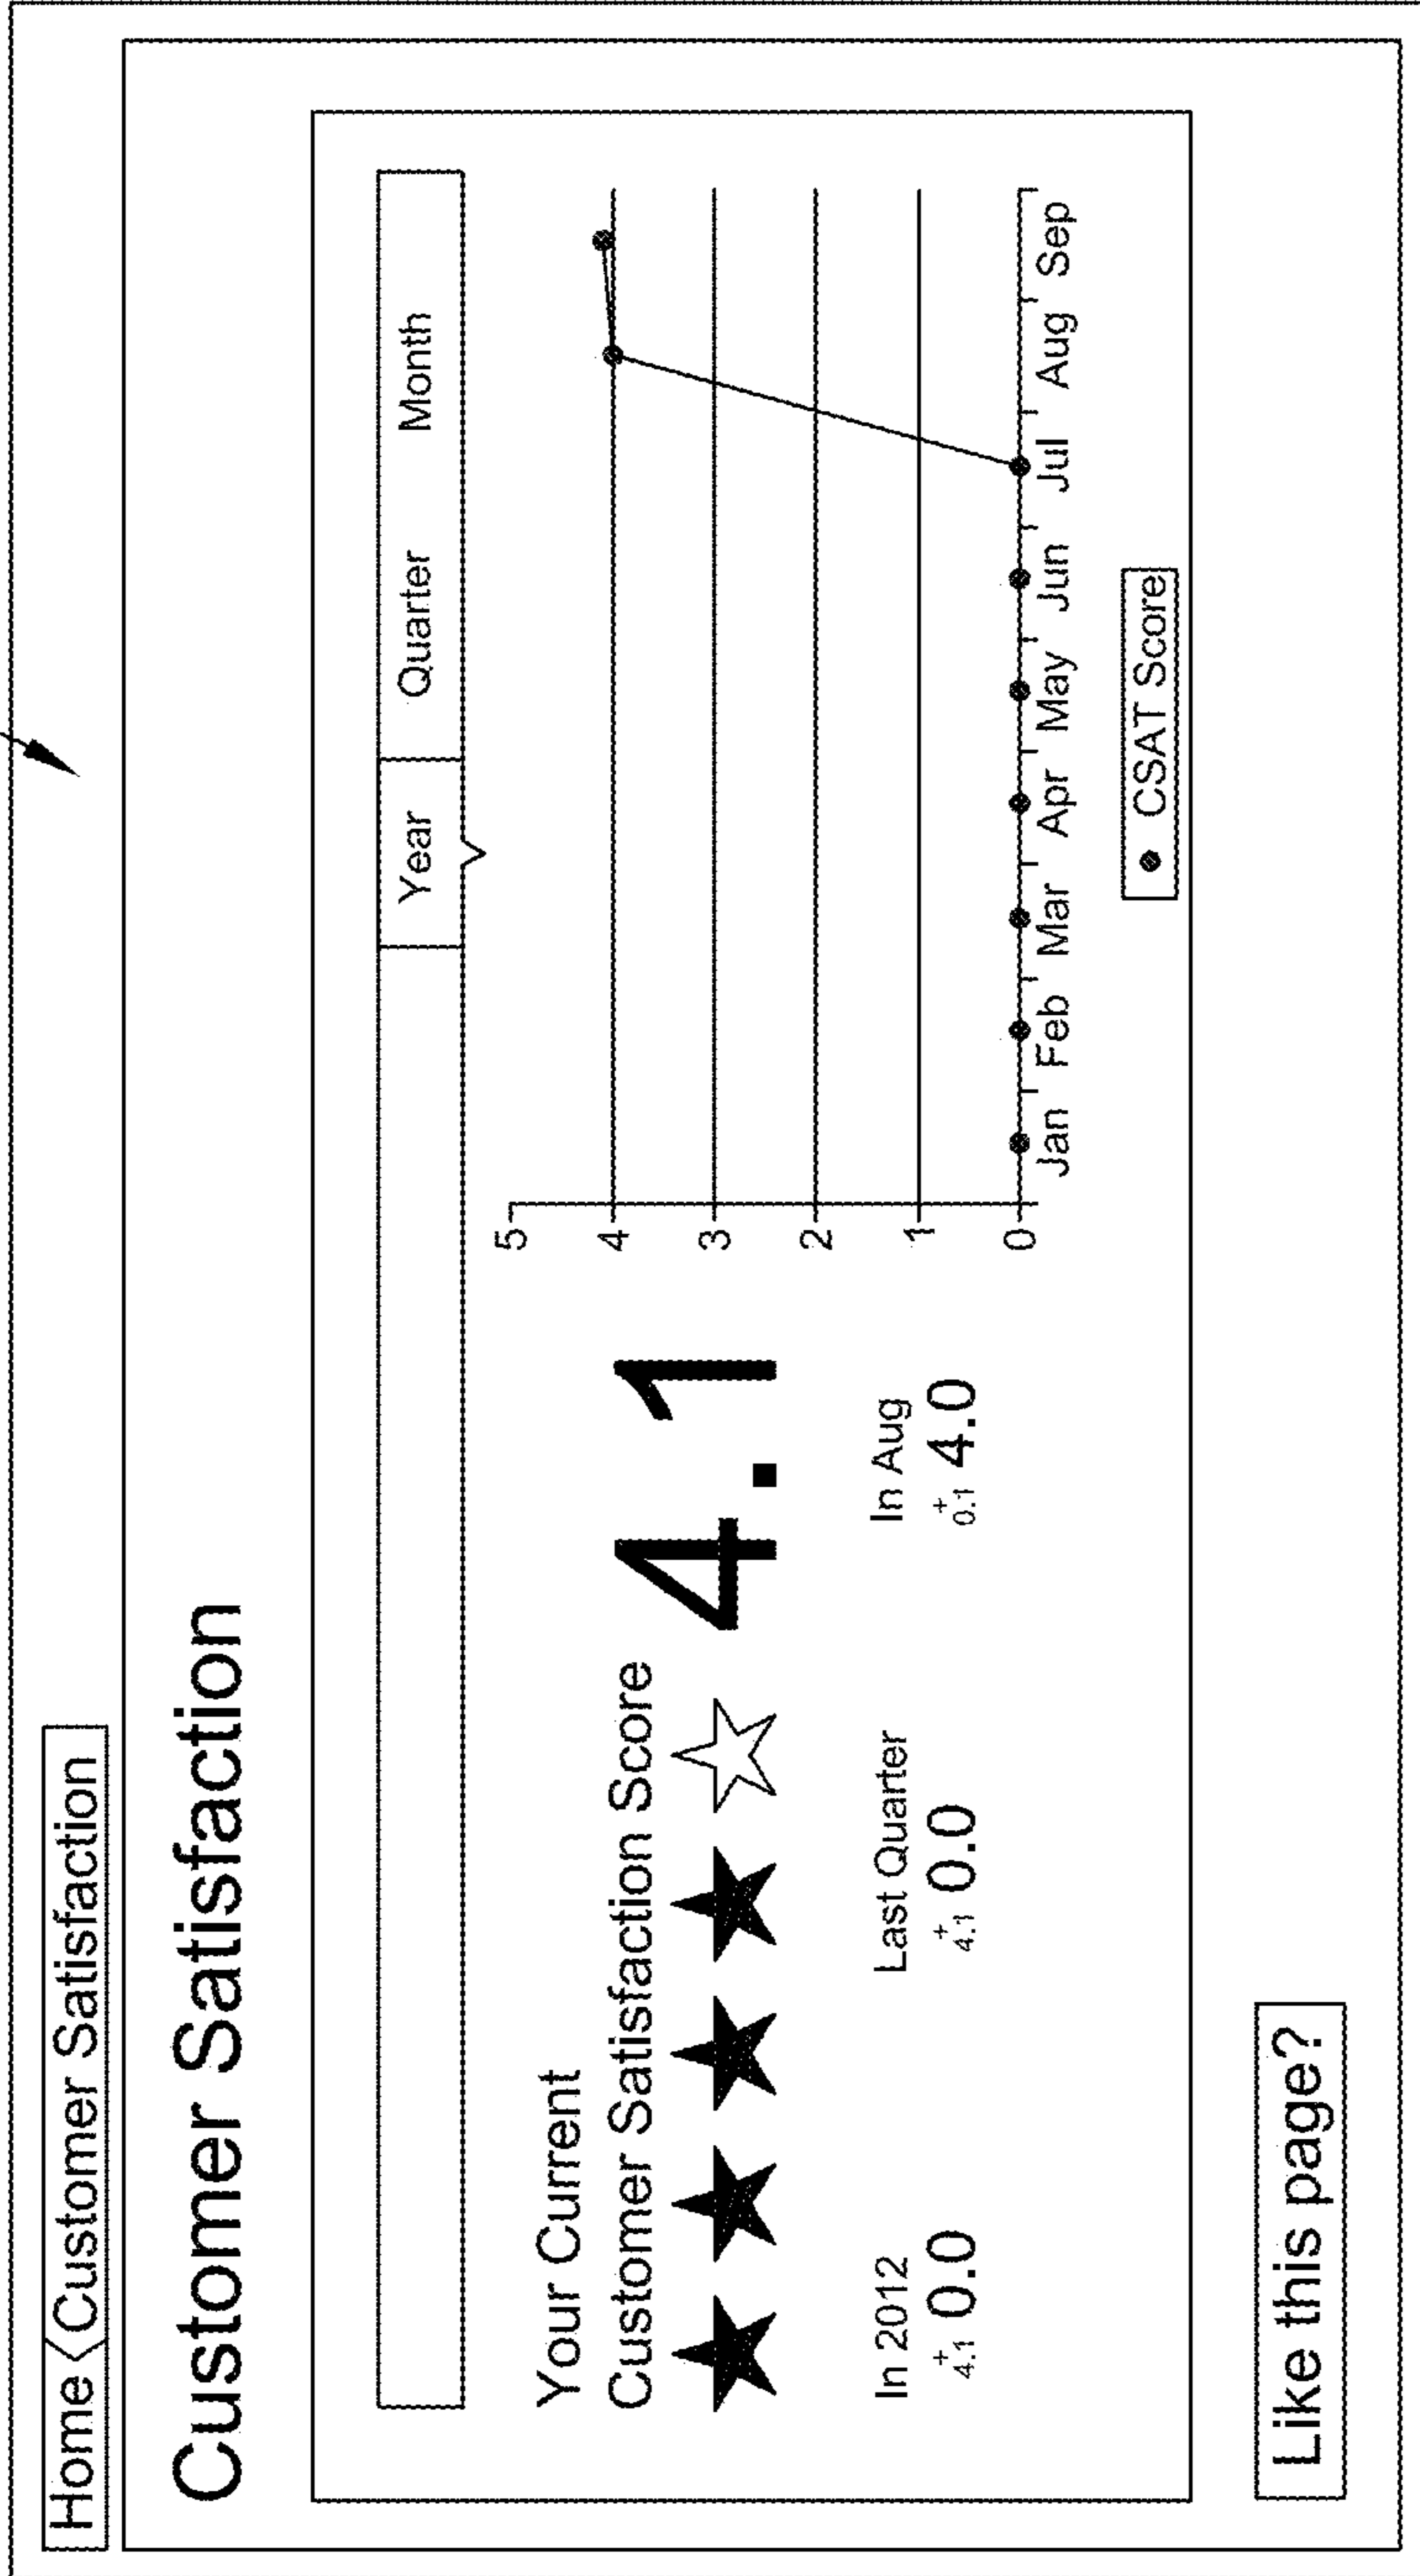 Home Customer Satisfaction
Customer Satisfaction
Year Quarter Month
Your Current
Customer Satisfaction Score
4.1
In 2012
+
4.1 0.0
Last Quarter
+
4.1 0.0
In Aug
+
0.1 4.0
5
4
3
2
1
0
Jan Feb Mar Apr May Jun Jul Aug Sep
CSAT Score
Like this page?